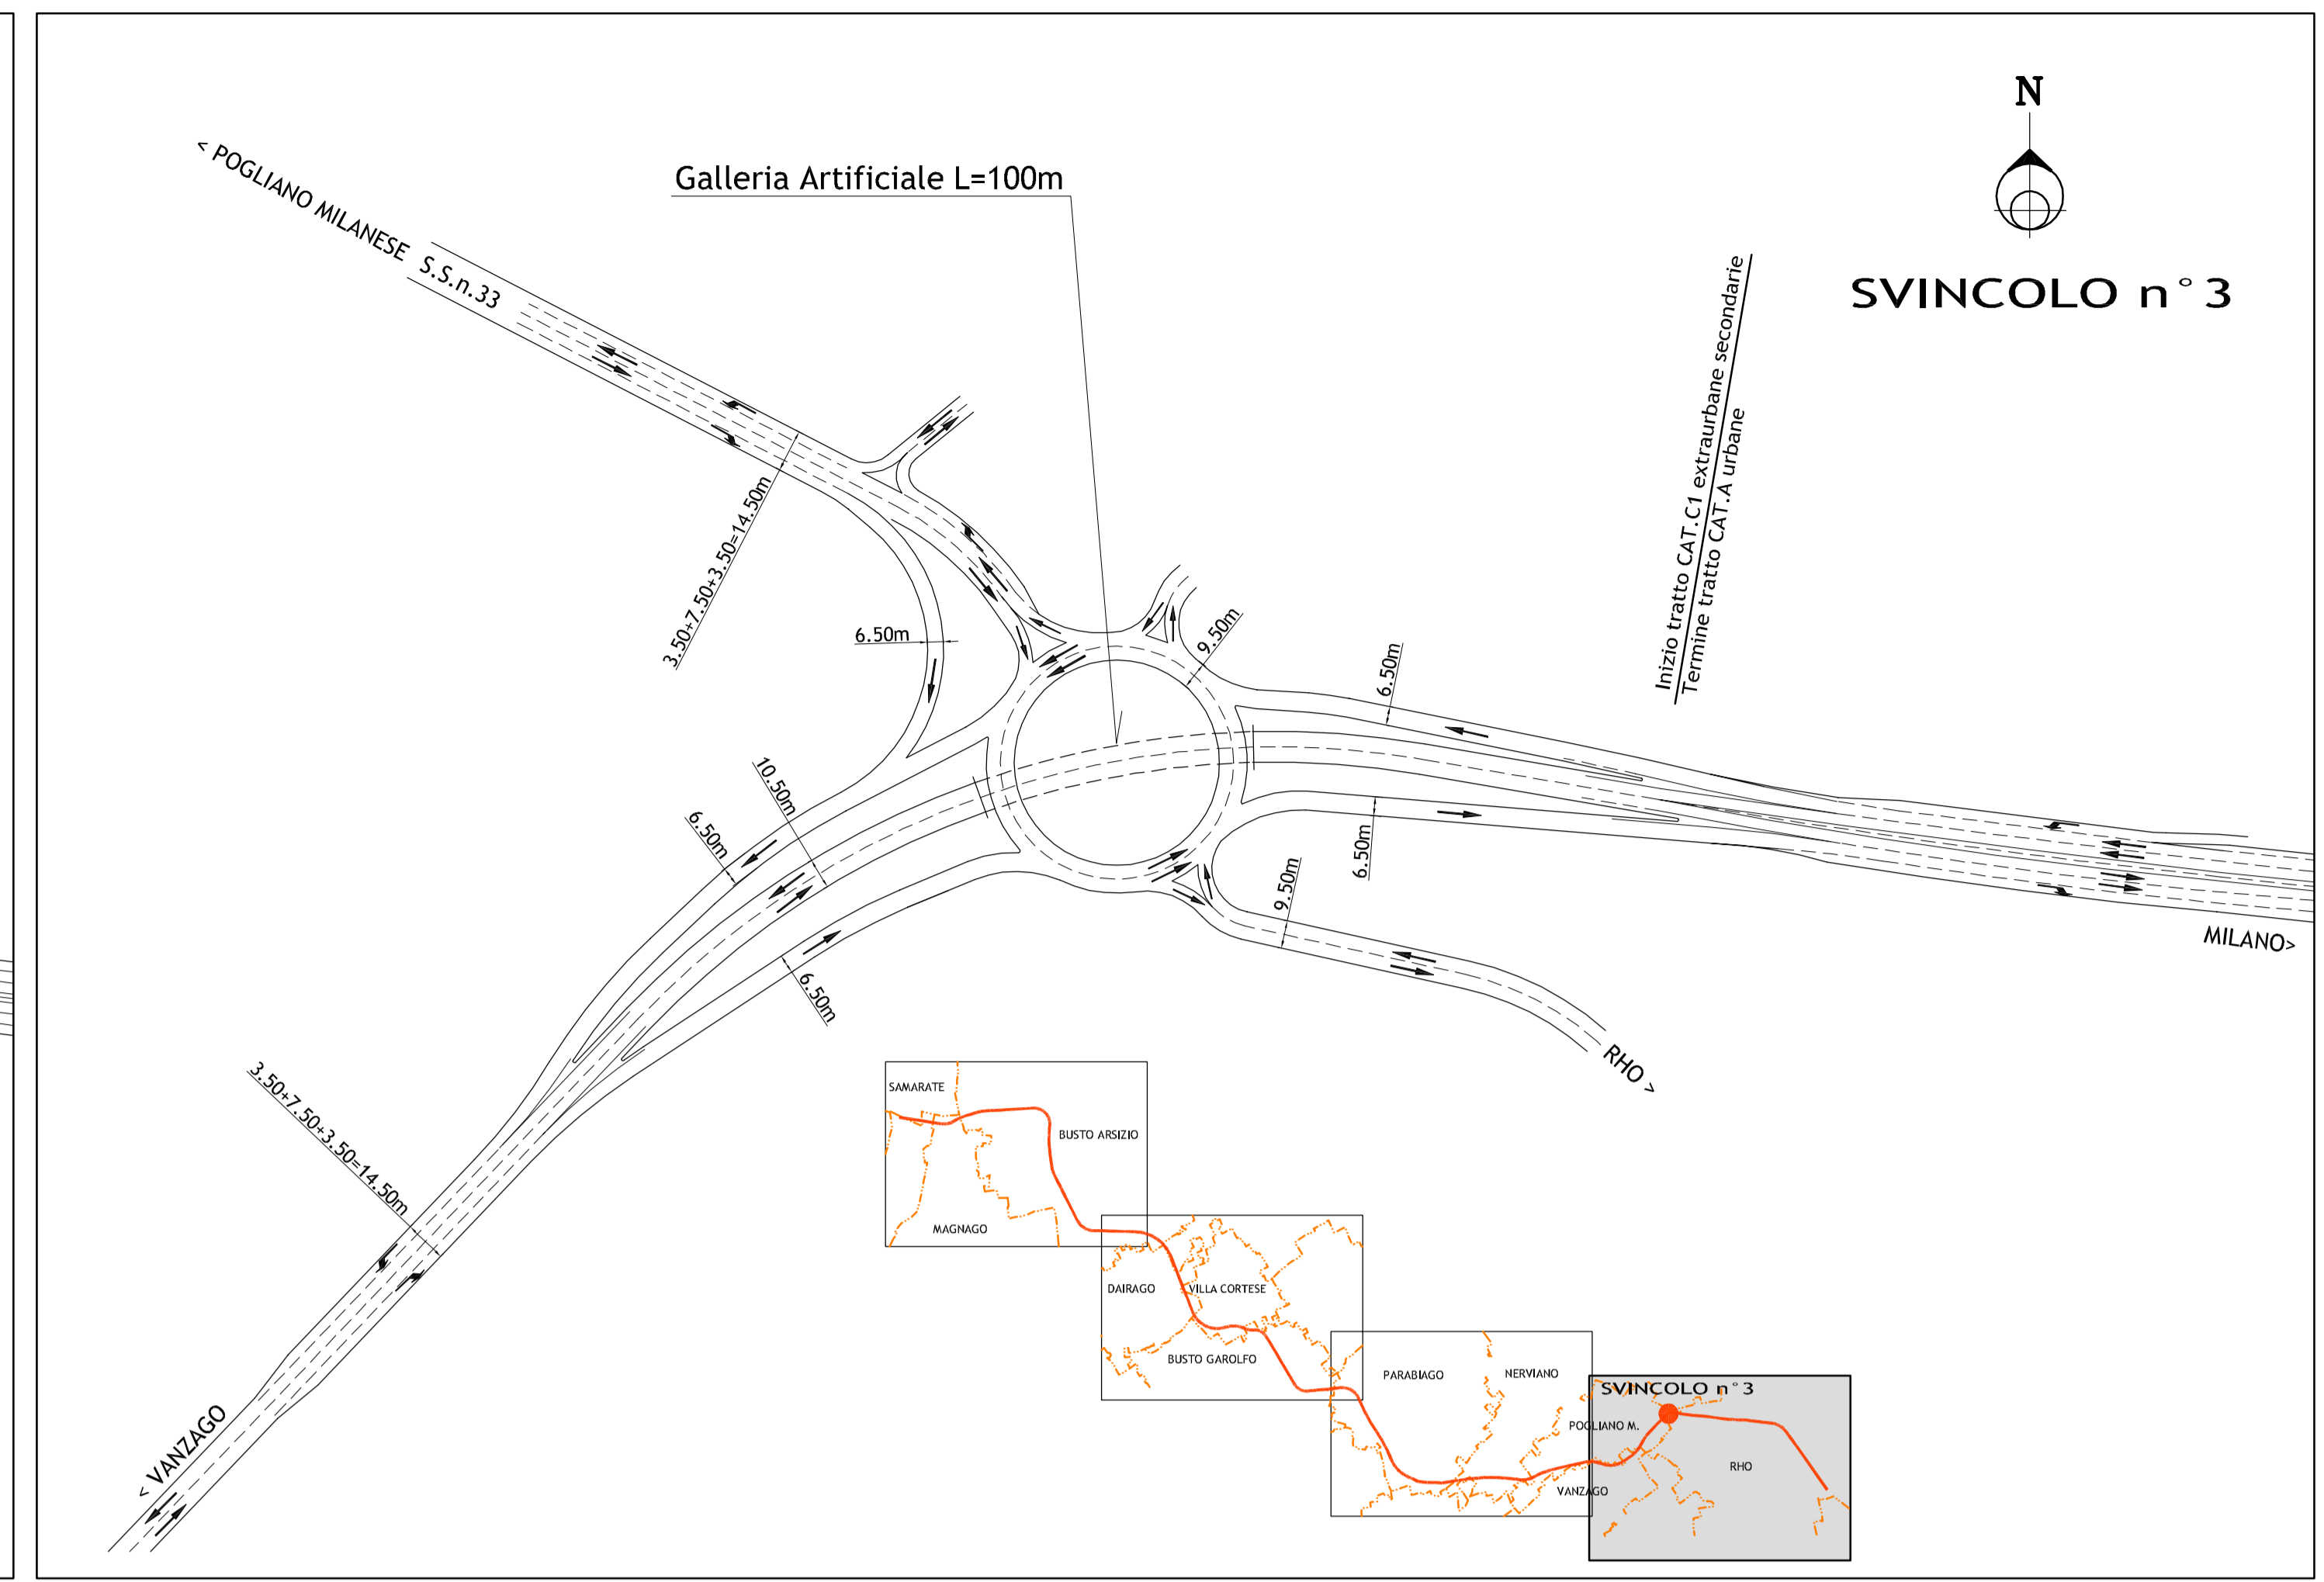 N
SVINCOLO n°3
< POGLIANO MILANESE S.S.n.33
Galleria Artificiale L=100m
Inizio tratto CAT.C1 extraurbane secondarie
Termine tratto CAT.A urbane
3.50+7.50+3.50=14.50m
6.50m
9.50m
6.50m
10.50m
6.50m
6.50m
9.50m
6.50m
MILANO>
RHO >
3.50+7.50+3.50=14.50m
< VANZAGO
SAMARATE
BUSTO ARSIZIO
MAGNAGO
DAIRAGO
VILLA CORTESE
BUSTO GAROLFO
PARABIAGO
NERVIANO
SVINCOLO n°3
POGLIANO M.
RHO
VANZAGO